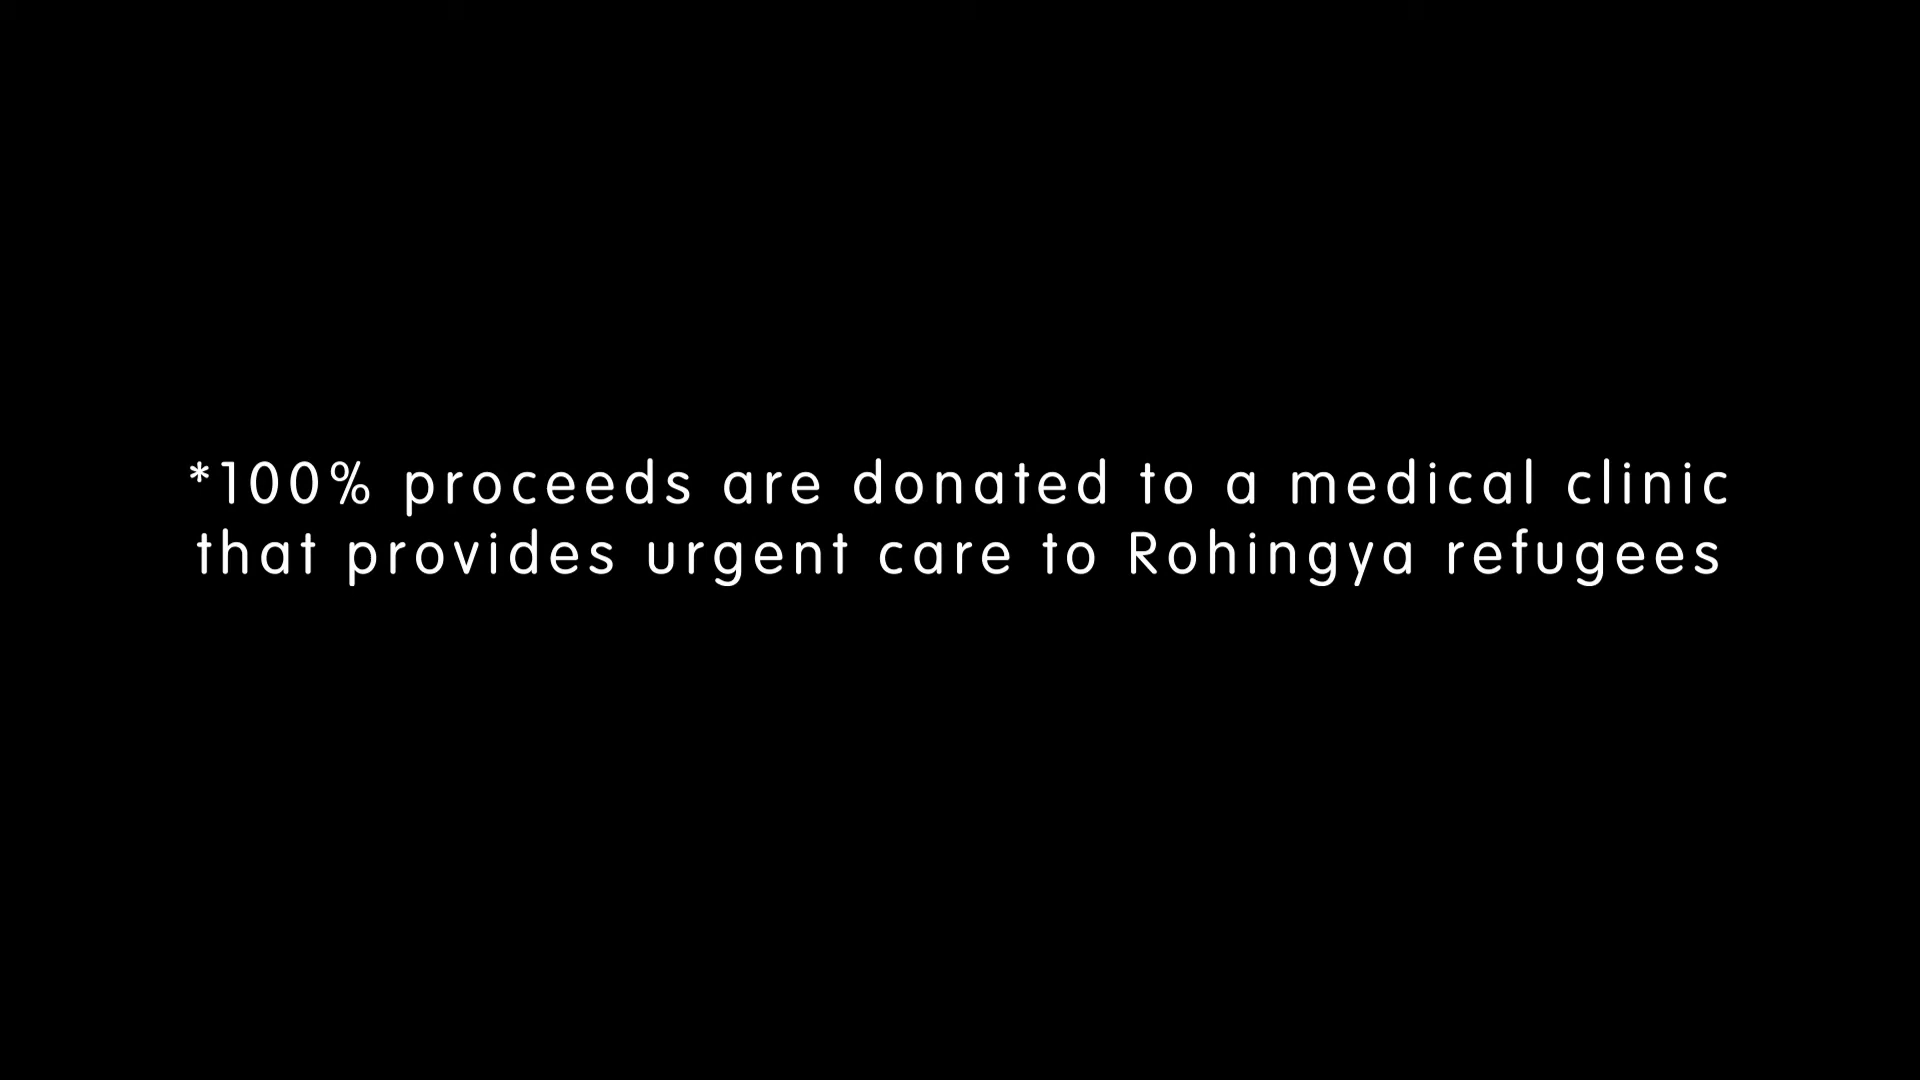 *100% proceeds are donated to a medical clinic
that provides urgent care to Rohingya refugees